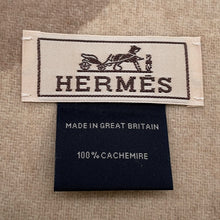 HERMÈS
MADE IN GREAT BRITAIN
100% CACHEMIRE